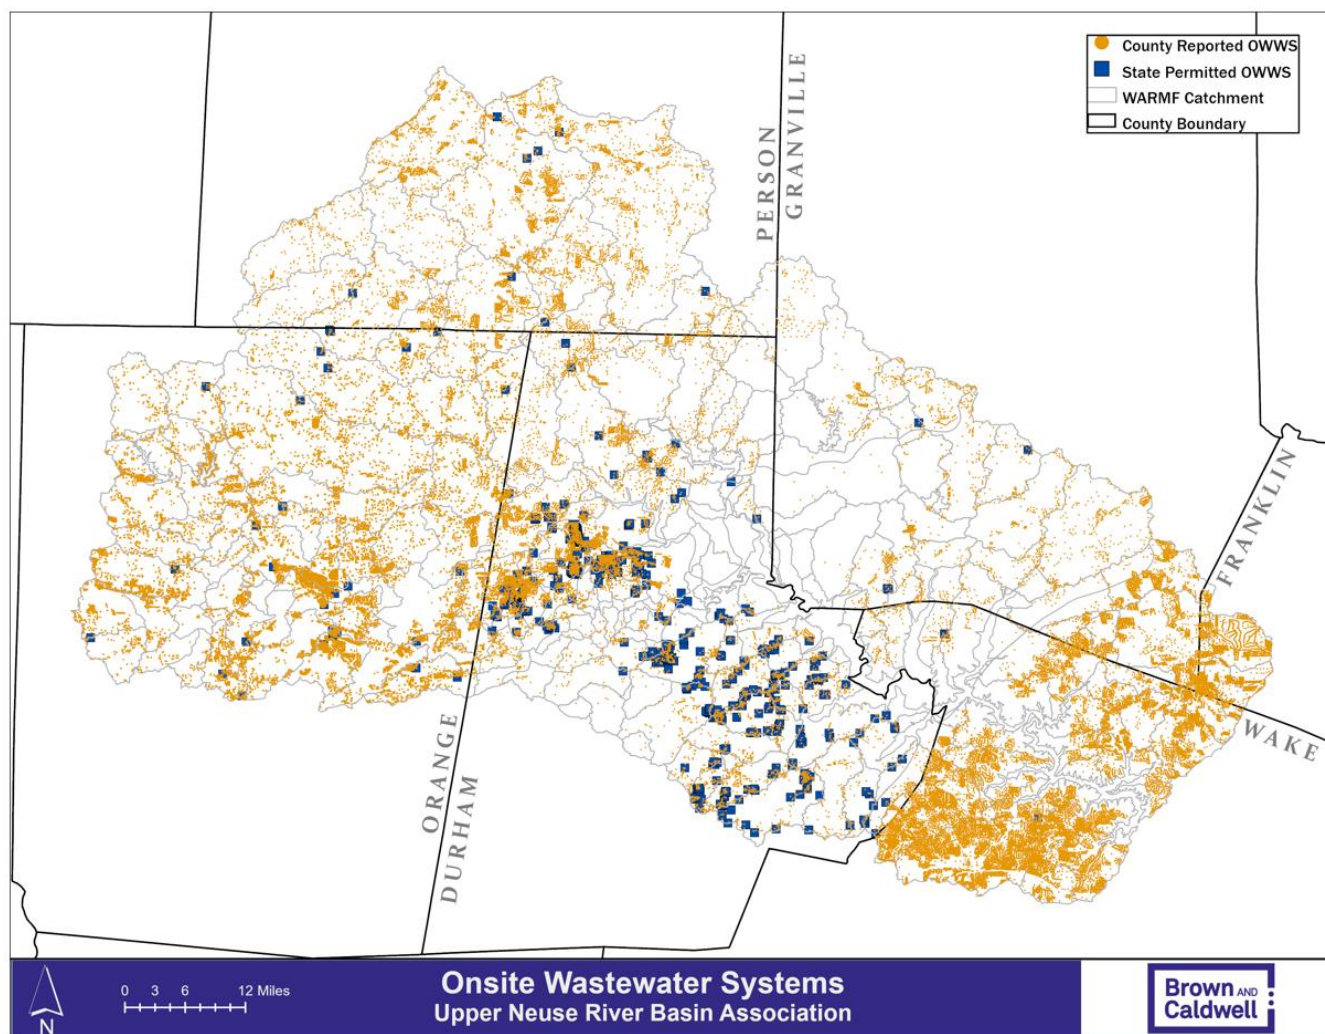 County Reported OWWS
State Permitted OWWS
WARMF Catchment
County Boundary
PERSON
GRANVILLE
FRANKLIN
WAKE
ORANGE
DURHAM
N
0 3 6 12 Miles
Onsite Wastewater Systems
Upper Neuse River Basin Association
Brown AND
Caldwell